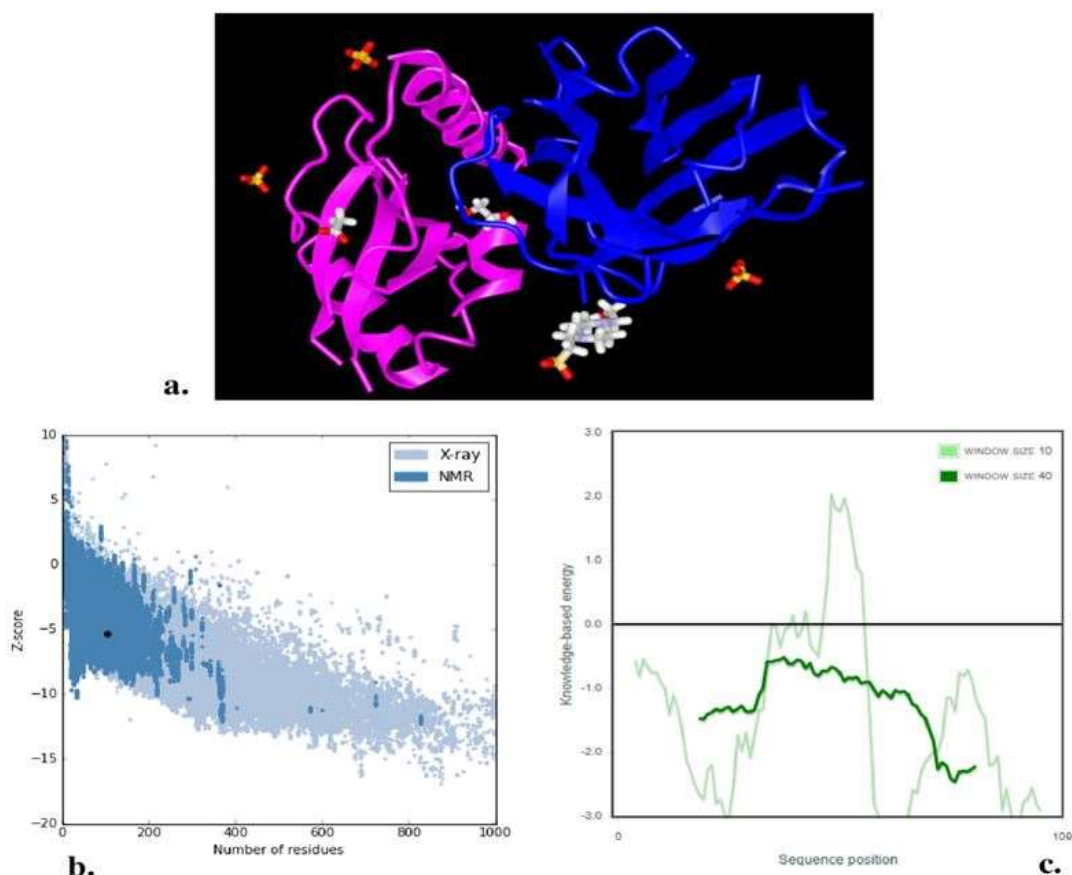 a.
10
5
0
−5
−10
−15
−20
Z-score
X-ray
NMR
0
200
400
600
800
1000
Number of residues
b.
3.0
2.0
1.0
0.0
-1.0
-2.0
-3.0
Knowledge-based energy
WINDOW SIZE 10
WINDOW SIZE 40
0
Sequence position
c.